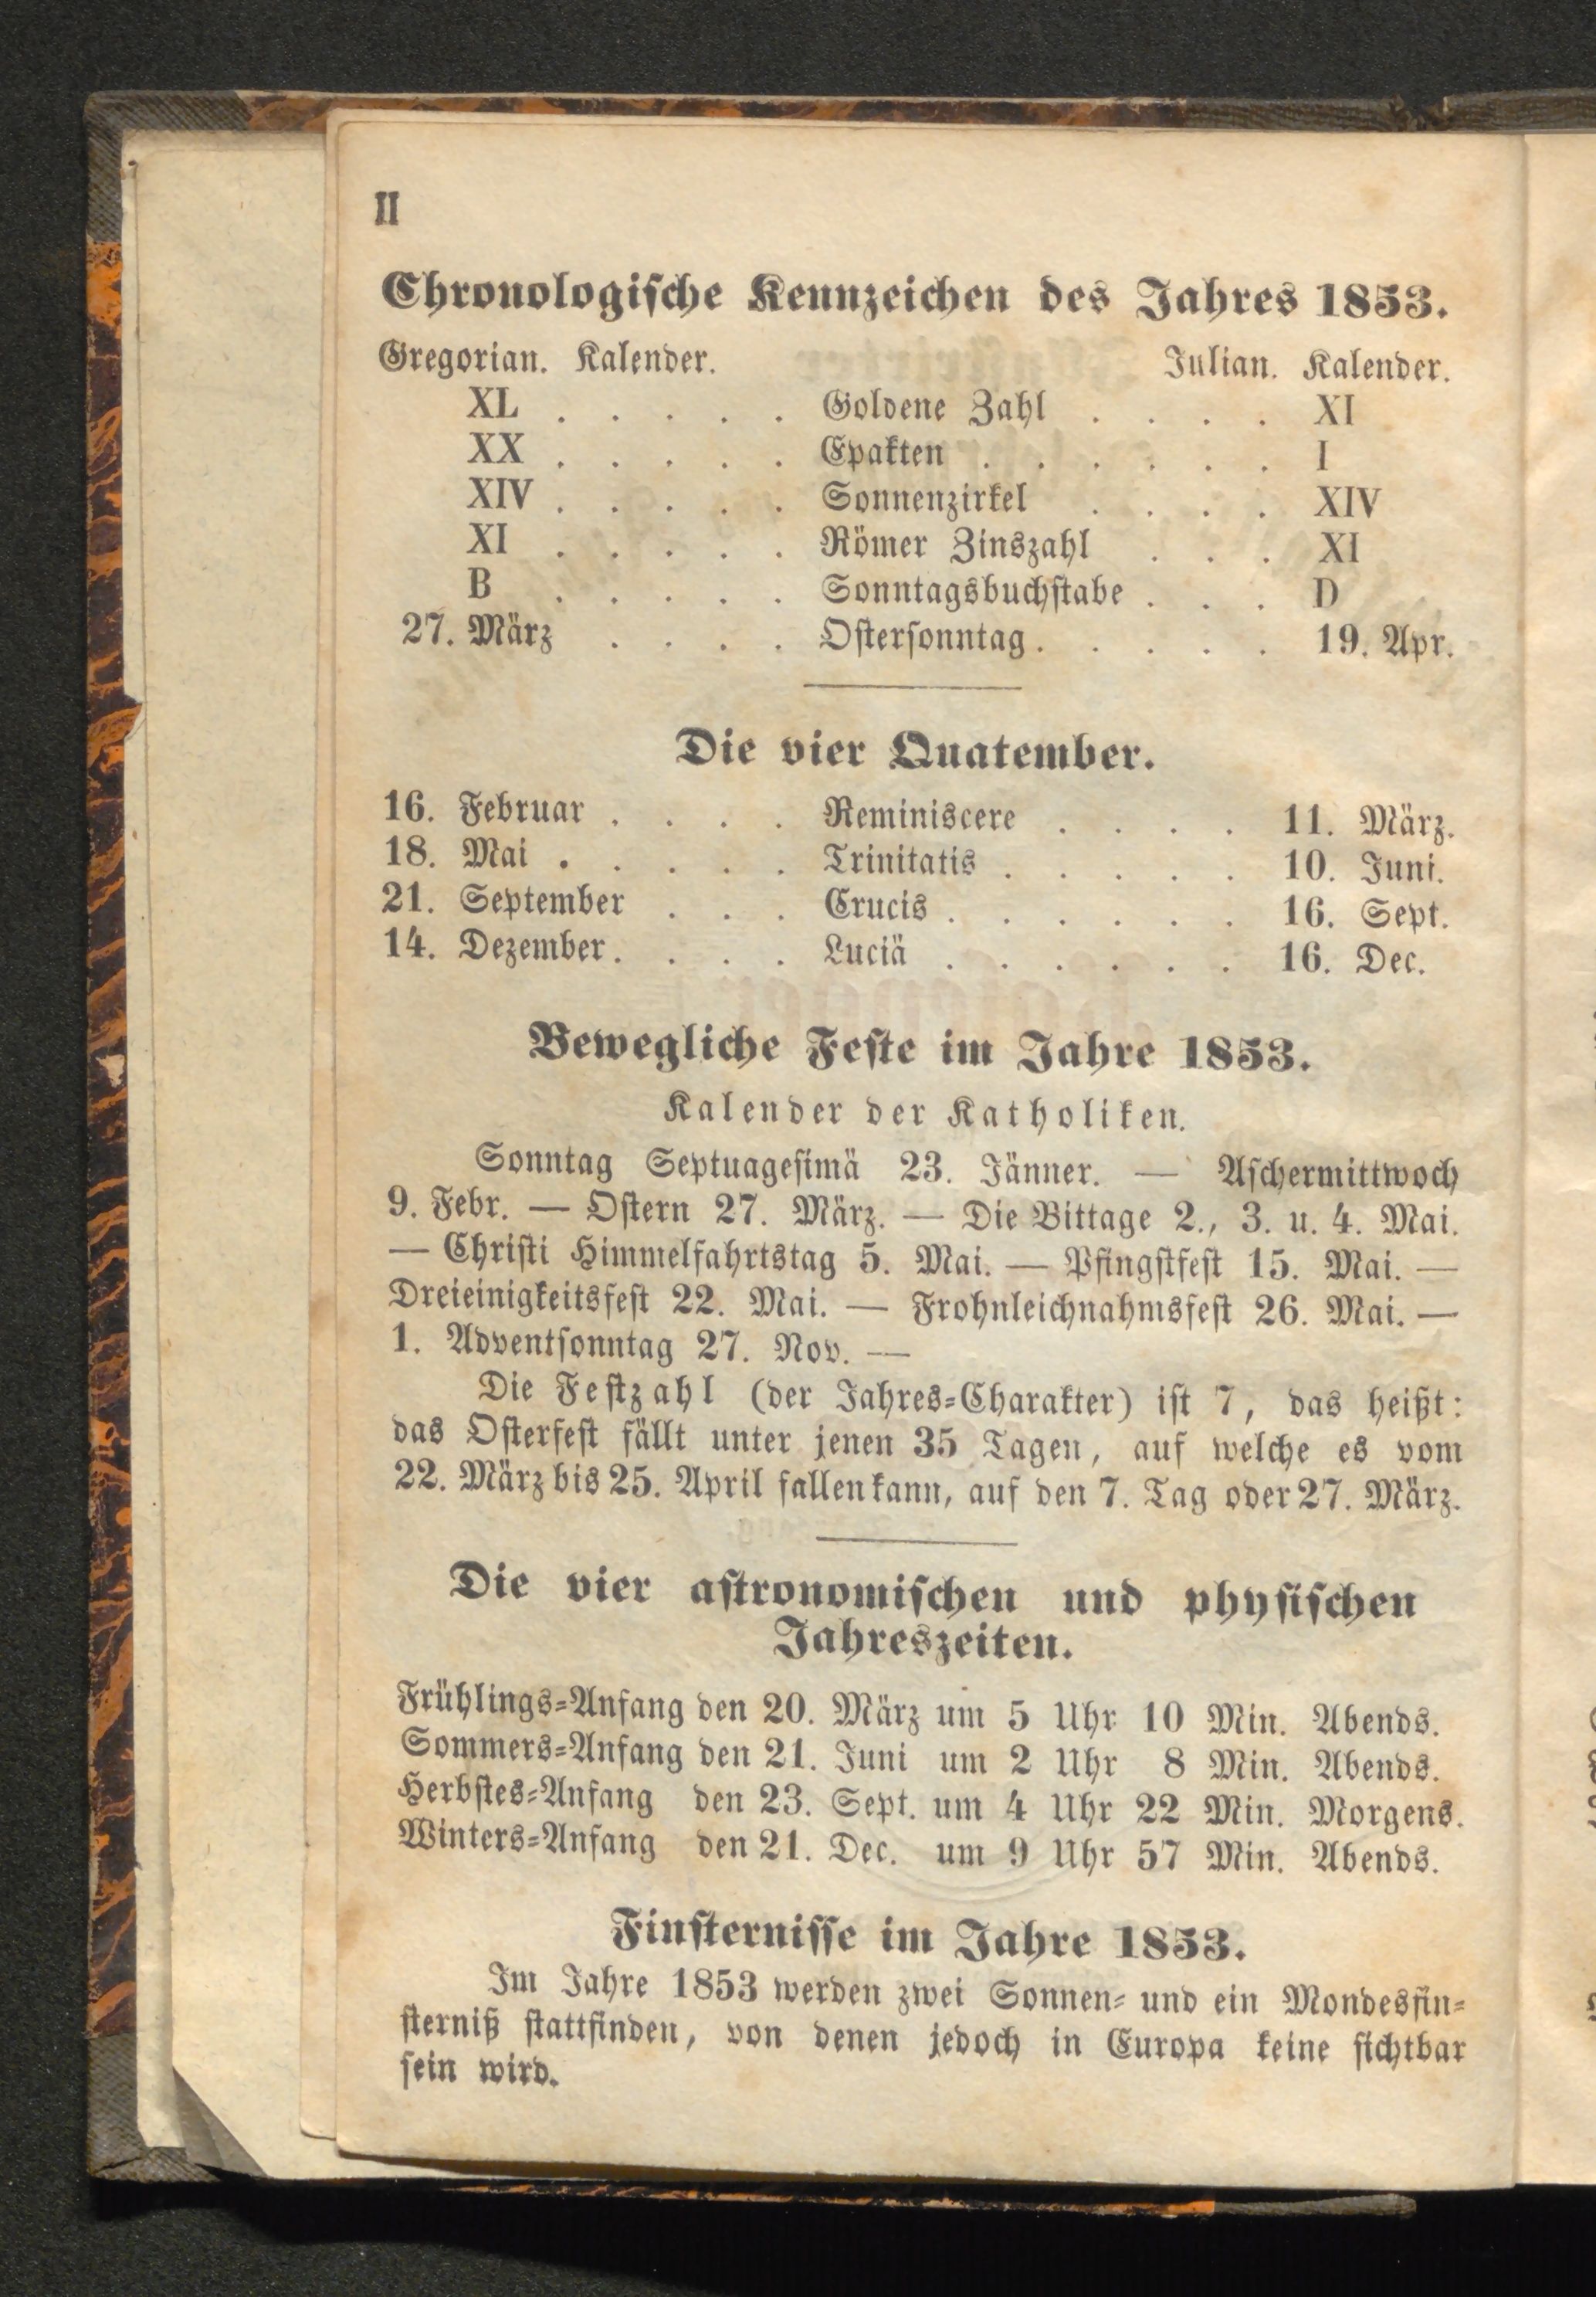 II
Chronologische Kennzeichen des Jahres 1853.
Gregorian. Kalender. Julian. Kalender.
XL . . . . . Goldene Zahl . . . . XI
XX . . . . . Epakten . . . . . . I
XIV . . . . . Sonnenzirkel . . . . XIV
XI . . . . . Römer Zinszahl . . . XI
B . . . . . Sonntagsbuchstabe . . . D
27. März . . . . Ostersonntag . . . . . 19. Apr.
Die vier Quatember.
16. Februar . . . . Reminiscere . . . . 11. März.
18. Mai . . . . . Trinitatis . . . . . 10. Juni.
21. September . . . Crucis . . . . . . 16. Sept.
14. Dezember . . . . Luciä . . . . . . 16. Dec.
Bewegliche Feste im Jahre 1853.
Kalender der Katholiken.
Sonntag Septuagesimä 23. Jänner. — Aschermittwoch
9. Febr. — Ostern 27. März. — Die Bittage 2., 3. u. 4. Mai.
— Christi Himmelfahrtstag 5. Mai. — Pfingstfest 15. Mai. —
Dreieinigkeitsfest 22. Mai. — Frohnleichnahmsfest 26. Mai. —
1. Adventsonntag 27. Nov. —
Die Festzahl (der Jahres-Charakter) ist 7, das heißt:
das Osterfest fällt unter jenen 35 Tagen, auf welche es vom
22. März bis 25. April fallen kann, auf den 7. Tag oder 27. März.
Die vier astronomischen und physischen
Jahreszeiten.
Frühlings-Anfang den 20. März um 5 Uhr 10 Min. Abends.
Sommers-Anfang den 21. Juni um 2 Uhr 8 Min. Abends.
Herbstes-Anfang den 23. Sept. um 4 Uhr 22 Min. Morgens.
Winters-Anfang den 21. Dec. um 9 Uhr 57 Min. Abends.
Finsternisse im Jahre 1853.
Im Jahre 1853 werden zwei Sonnen- und ein Mondesfin-
sterniß stattfinden, von denen jedoch in Europa keine sichtbar
sein wird.